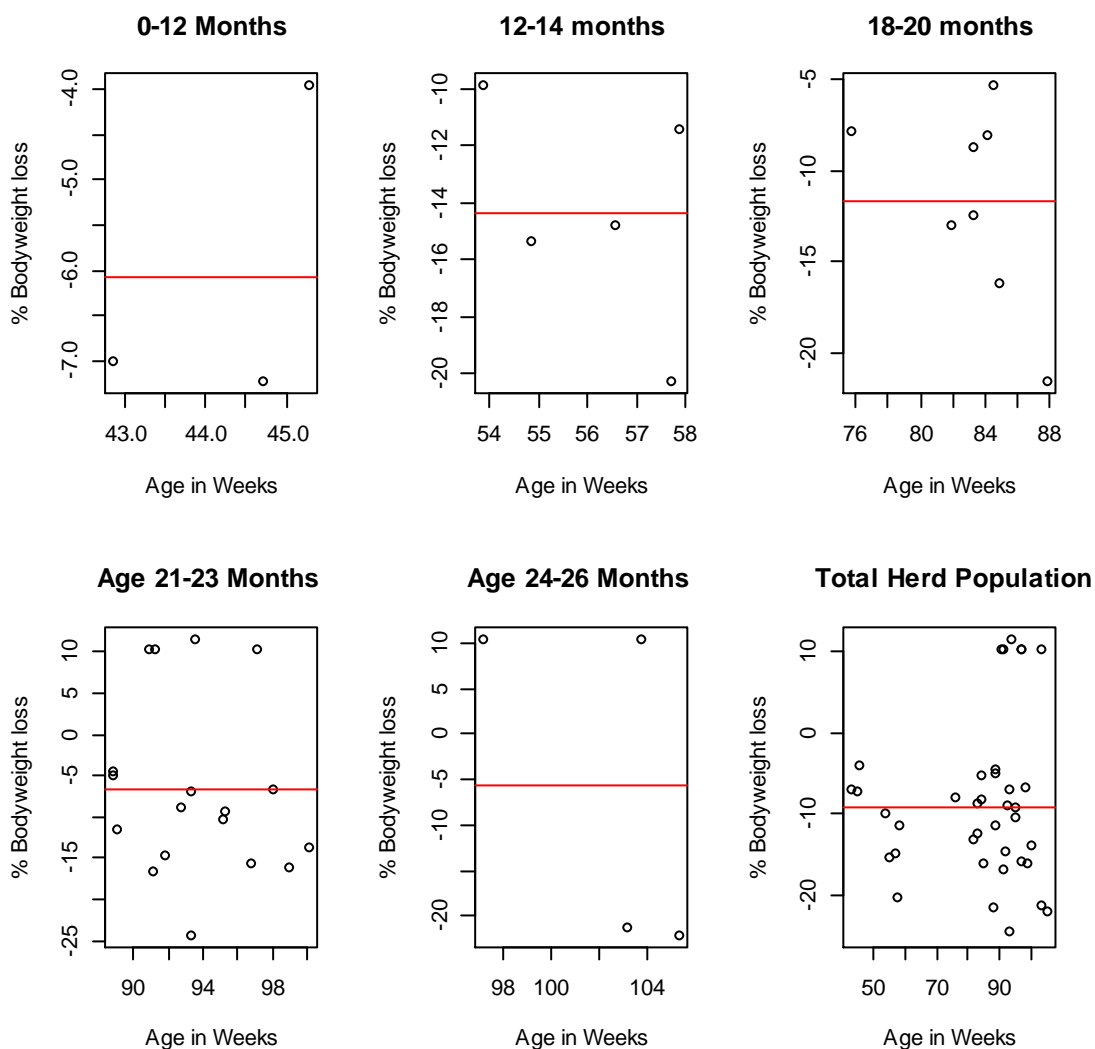 0-12 Months
12-14 months
18-20 months
% Bodyweight loss
-4.0
-5.0
-6.0
-7.0
43.0 44.0 45.0
Age in Weeks
% Bodyweight loss
-10
-12
-14
-16
-18
-20
54 55 56 57 58
Age in Weeks
% Bodyweight loss
-5
-10
-15
-20
76 80 84 88
Age in Weeks
Age 21-23 Months
Age 24-26 Months
Total Herd Population
% Bodyweight loss
10
5
0
-5
-15
-25
90 94 98
Age in Weeks
% Bodyweight loss
10
5
0
-5
-10
-20
98 100 104
Age in Weeks
% Bodyweight loss
10
0
-10
-20
50 70 90
Age in Weeks